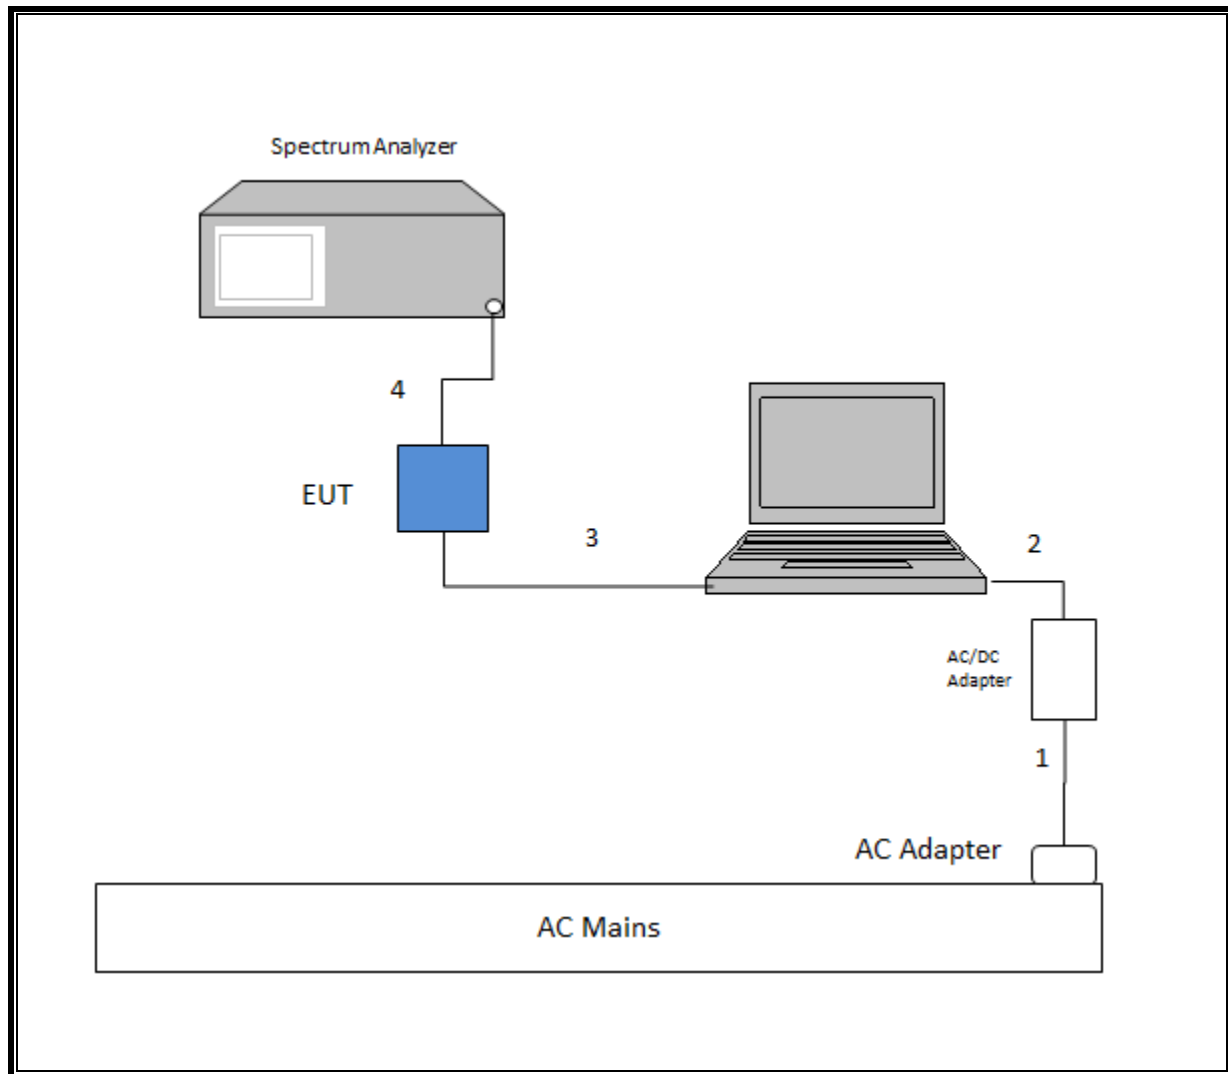 Spectrum Analyzer
4
EUT
3
2
AC/DC
Adapter
1
AC Adapter
AC Mains